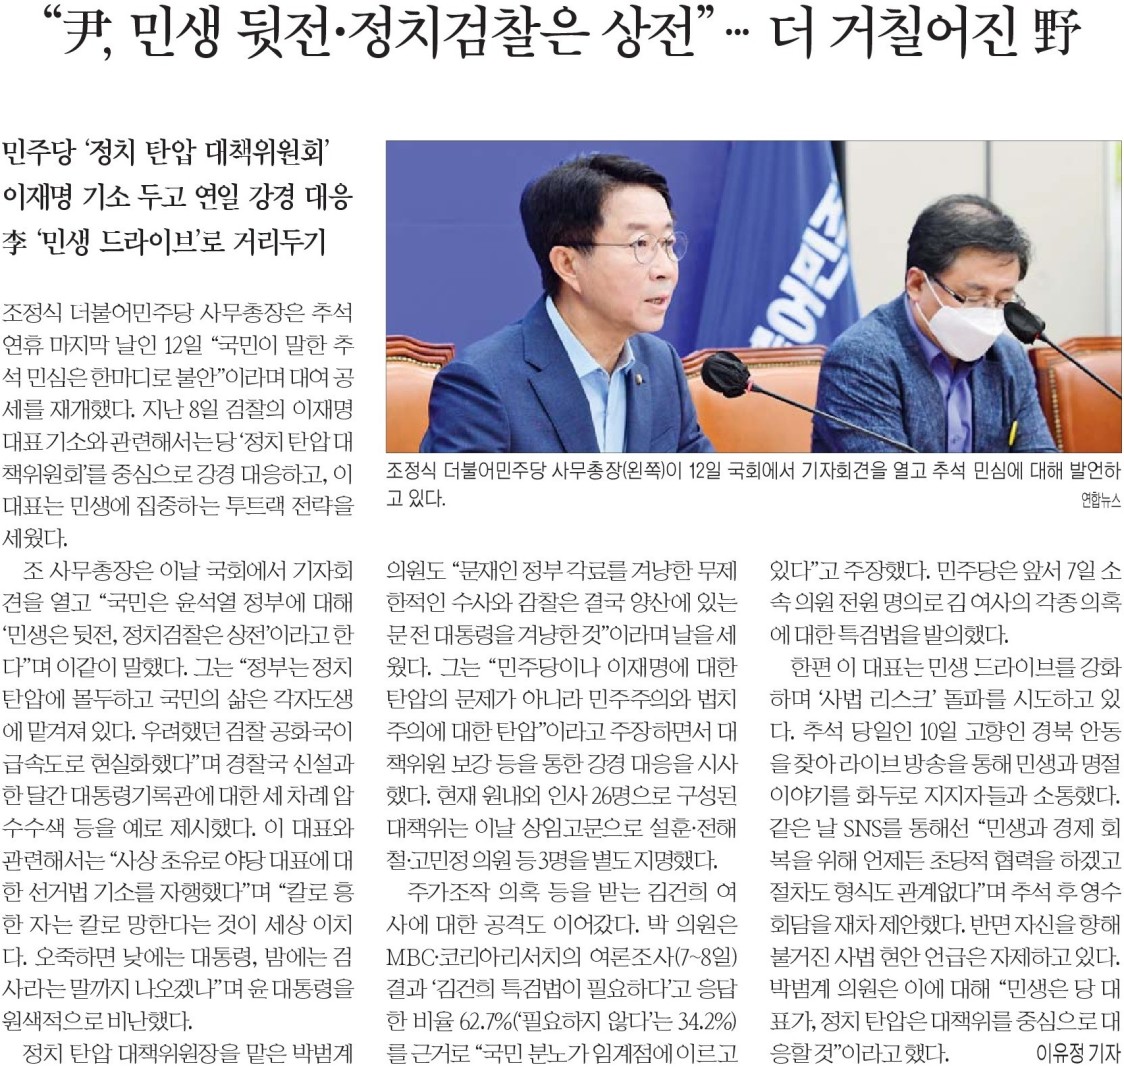 “尹, 민생 뒷전·정치검찰은 상전”… 더 거칠어진 野
민주당 ‘정치 탄압 대책위원회’
이재명 기소 두고 연일 강경 대응
李 ‘민생 드라이브’로 거리두기
조정식 더불어민주당 사무총장은 추석
연휴 마지막 날인 12일 “국민이 말한 추
석 민심은 한마디로 불안”이라며 대여 공
세를 재개했다. 지난 8일 검찰의 이재명
대표 기소와 관련해서는 당 ‘정치 탄압 대
책위원회’를 중심으로 강경 대응하고, 이
대표는 민생에 집중하는 투트랙 전략을
세웠다.
조 사무총장은 이날 국회에서 기자회
견을 열고 “국민은 윤석열 정부에 대해
‘민생은 뒷전, 정치검찰은 상전’이라고 한
다”며 이같이 말했다. 그는 “정부는 정치
탄압에 몰두하고 국민의 삶은 각자도생
에 맡겨져 있다. 우려했던 검찰 공화국이
급속도로 현실화했다”며 경찰국 신설과
한 달간 대통령기록관에 대한 세 차례 압
수수색 등을 예로 제시했다. 이 대표와
관련해서는 “사상 초유로 야당 대표에 대
한 선거법 기소를 자행했다”며 “칼로 흥
한 자는 칼로 망한다는 것이 세상 이치
다. 오죽하면 낮에는 대통령, 밤에는 검
사라는 말까지 나오겠나”며 윤 대통령을
원색적으로 비난했다.
정치 탄압 대책위원장을 맡은 박범계
더불어민주
조정식 더불어민주당 사무총장(왼쪽)이 12일 국회에서 기자회견을 열고 추석 민심에 대해 발언하
고 있다.
연합뉴스
의원도 “문재인 정부 각료를 겨냥한 무제
한적인 수사와 감찰은 결국 양산에 있는
문 전 대통령을 겨냥한 것”이라며 날을 세
웠다. 그는 “민주당이나 이재명에 대한
탄압의 문제가 아니라 민주주의와 법치
주의에 대한 탄압”이라고 주장하면서 대
책위원 보강 등을 통한 강경 대응을 시사
했다. 현재 원내외 인사 26명으로 구성된
대책위는 이날 상임고문으로 설훈·전해
철·고민정 의원 등 3명을 별도 지명했다.
주가조작 의혹 등을 받는 김건희 여
사에 대한 공격도 이어갔다. 박 의원은
MBC·코리아리서치의 여론조사(7~8일)
결과 ‘김건희 특검법이 필요하다’고 응답
한 비율 62.7%(‘필요하지 않다’는 34.2%)
를 근거로 “국민 분노가 임계점에 이르고
있다”고 주장했다. 민주당은 앞서 7일 소
속 의원 전원 명의로 김 여사의 각종 의혹
에 대한 특검법을 발의했다.
한편 이 대표는 민생 드라이브를 강화
하며 ‘사법 리스크’ 돌파를 시도하고 있
다. 추석 당일인 10일 고향인 경북 안동
을 찾아 라이브 방송을 통해 민생과 명절
이야기를 화두로 지지자들과 소통했다.
같은 날 SNS를 통해선 “민생과 경제 회
복을 위해 언제든 초당적 협력을 하겠고
절차도 형식도 관계없다”며 추석 후 영수
회담을 재차 제안했다. 반면 자신을 향해
불거진 사법 현안 언급은 자제하고 있다.
박범계 의원은 이에 대해 “민생은 당 대
표가, 정치 탄압은 대책위를 중심으로 대
응할 것”이라고 했다.
이유정 기자